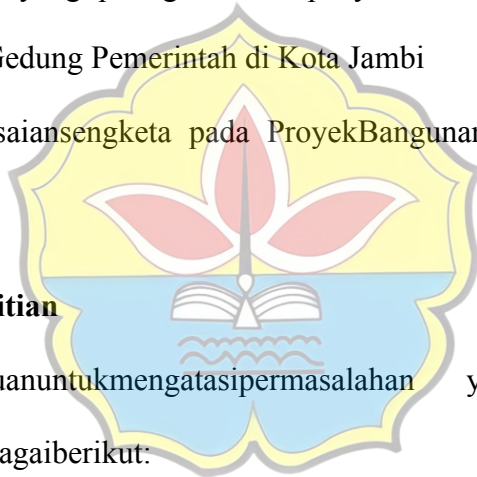 Gedung Pemerintah di Kota Jambi
saiansengketa pada ProyekBangunan
itian
uanuntukmengatasipermasalahan y
agaiberikut: